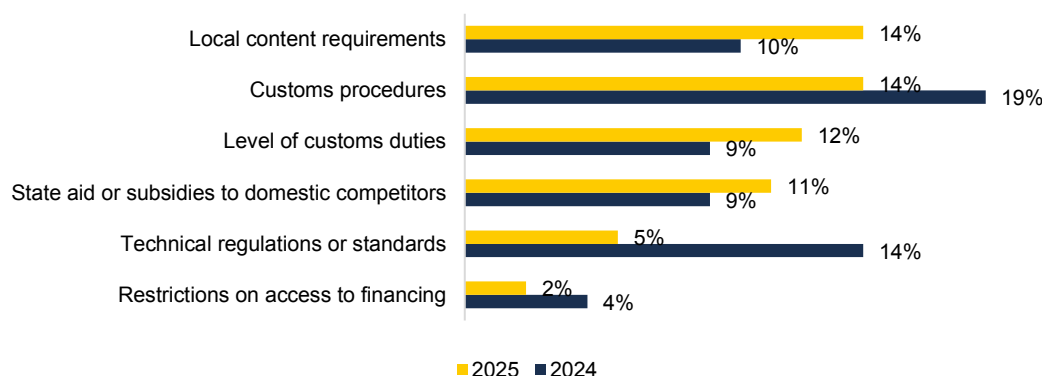 Local content requirements
14%
10%
Customs procedures
14%
19%
Level of customs duties
12%
9%
State aid or subsidies to domestic competitors
11%
9%
Technical regulations or standards
5%
14%
Restrictions on access to financing
2%
4%
2025 2024